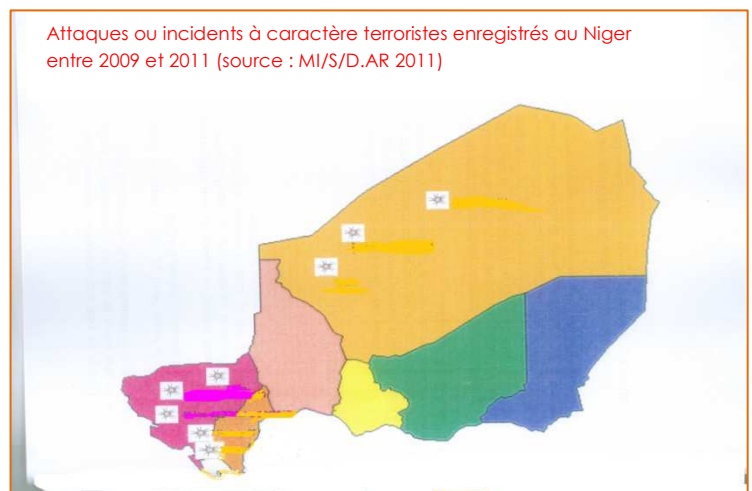 Attaques ou incidents à caractère terroristes enregistrés au Niger
entre 2009 et 2011 (source : MI/S/D.AR 2011)